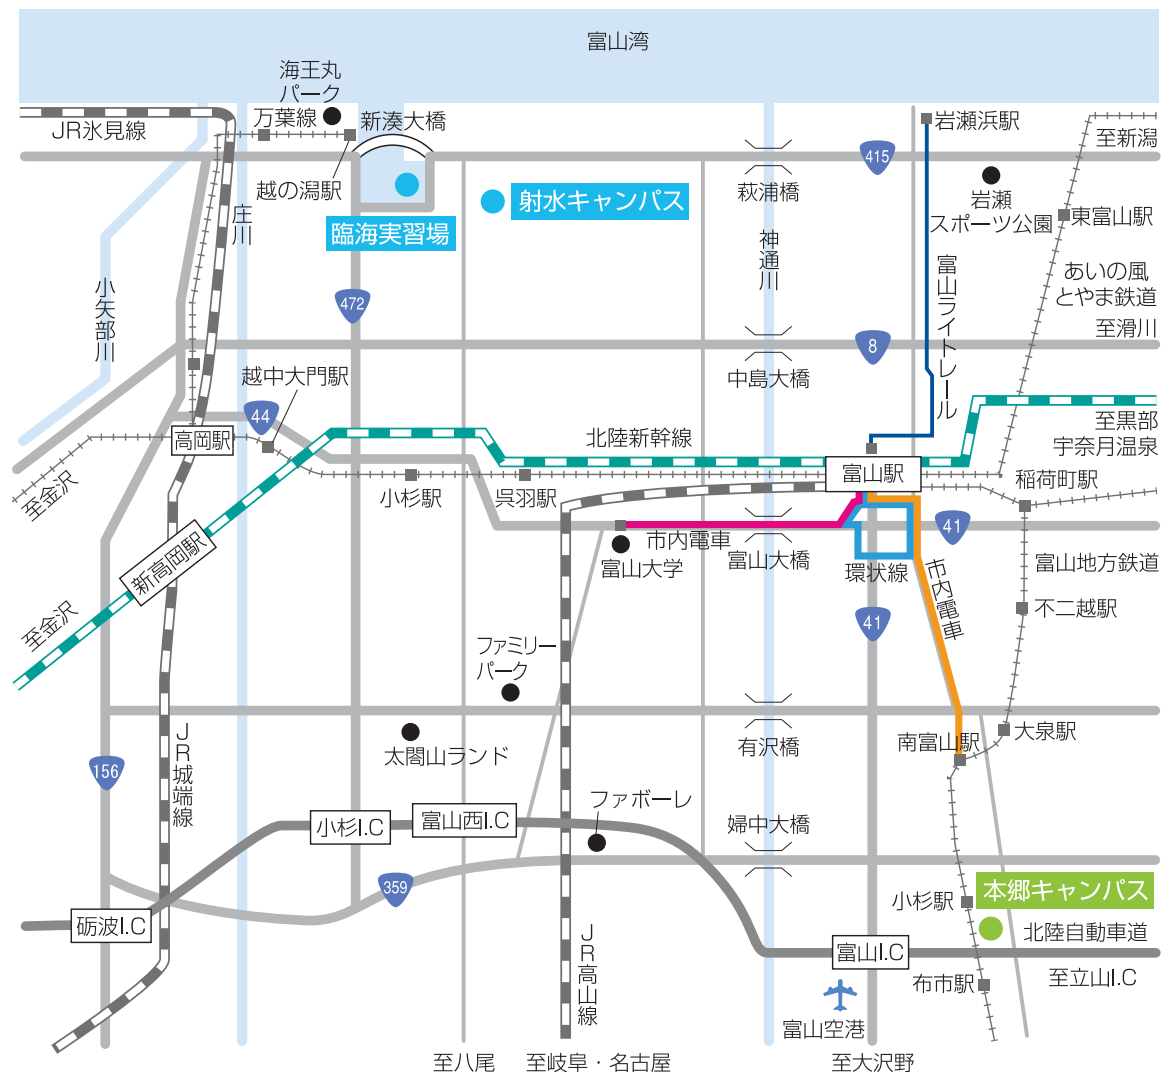 富山湾
海王丸
パーク
万葉線
新湊大橋
岩瀬浜駅
JR氷見線
至新潟
415
越の潟駅
射水キャンパス
萩浦橋
岩瀬
スポーツ公園
東富山駅
庄川
臨海実習場
神通川
富山ライトレール
あいの風
とやま鉄道
小矢部川
472
至滑川
8
越中大門駅
中島大橋
44
至黒部
宇奈月温泉
高岡駅
北陸新幹線
富山駅
至金沢
小杉駅
呉羽駅
稲荷町駅
41
新高岡駅
市内電車
富山大学
富山大橋
環状線
市内電車
富山地方鉄道
至金沢
41
不二越駅
ファミリー
パーク
太閤山ランド
有沢橋
南富山駅
大泉駅
156
JR城端線
ファボーレ
小杉I.C
富山西I.C
婦中大橋
359
小杉駅
本郷キャンパス
砺波I.C
JR高山線
富山I.C
北陸自動車道
至立山I.C
布市駅
富山空港
至八尾
至岐阜・名古屋
至大沢野